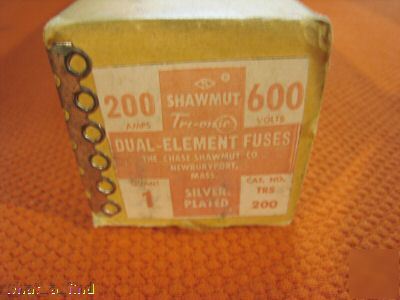 200 AMPS
SHAWMUT ®
600 VOLTS
Tri-onic
DUAL-ELEMENT FUSES
THE CHASE-SHAWMUT CO.
NEWBURYPORT,
MASS.
QUANT.
1
SILVER
PLATED
CAT. NO.
TRS
200
what_a_find